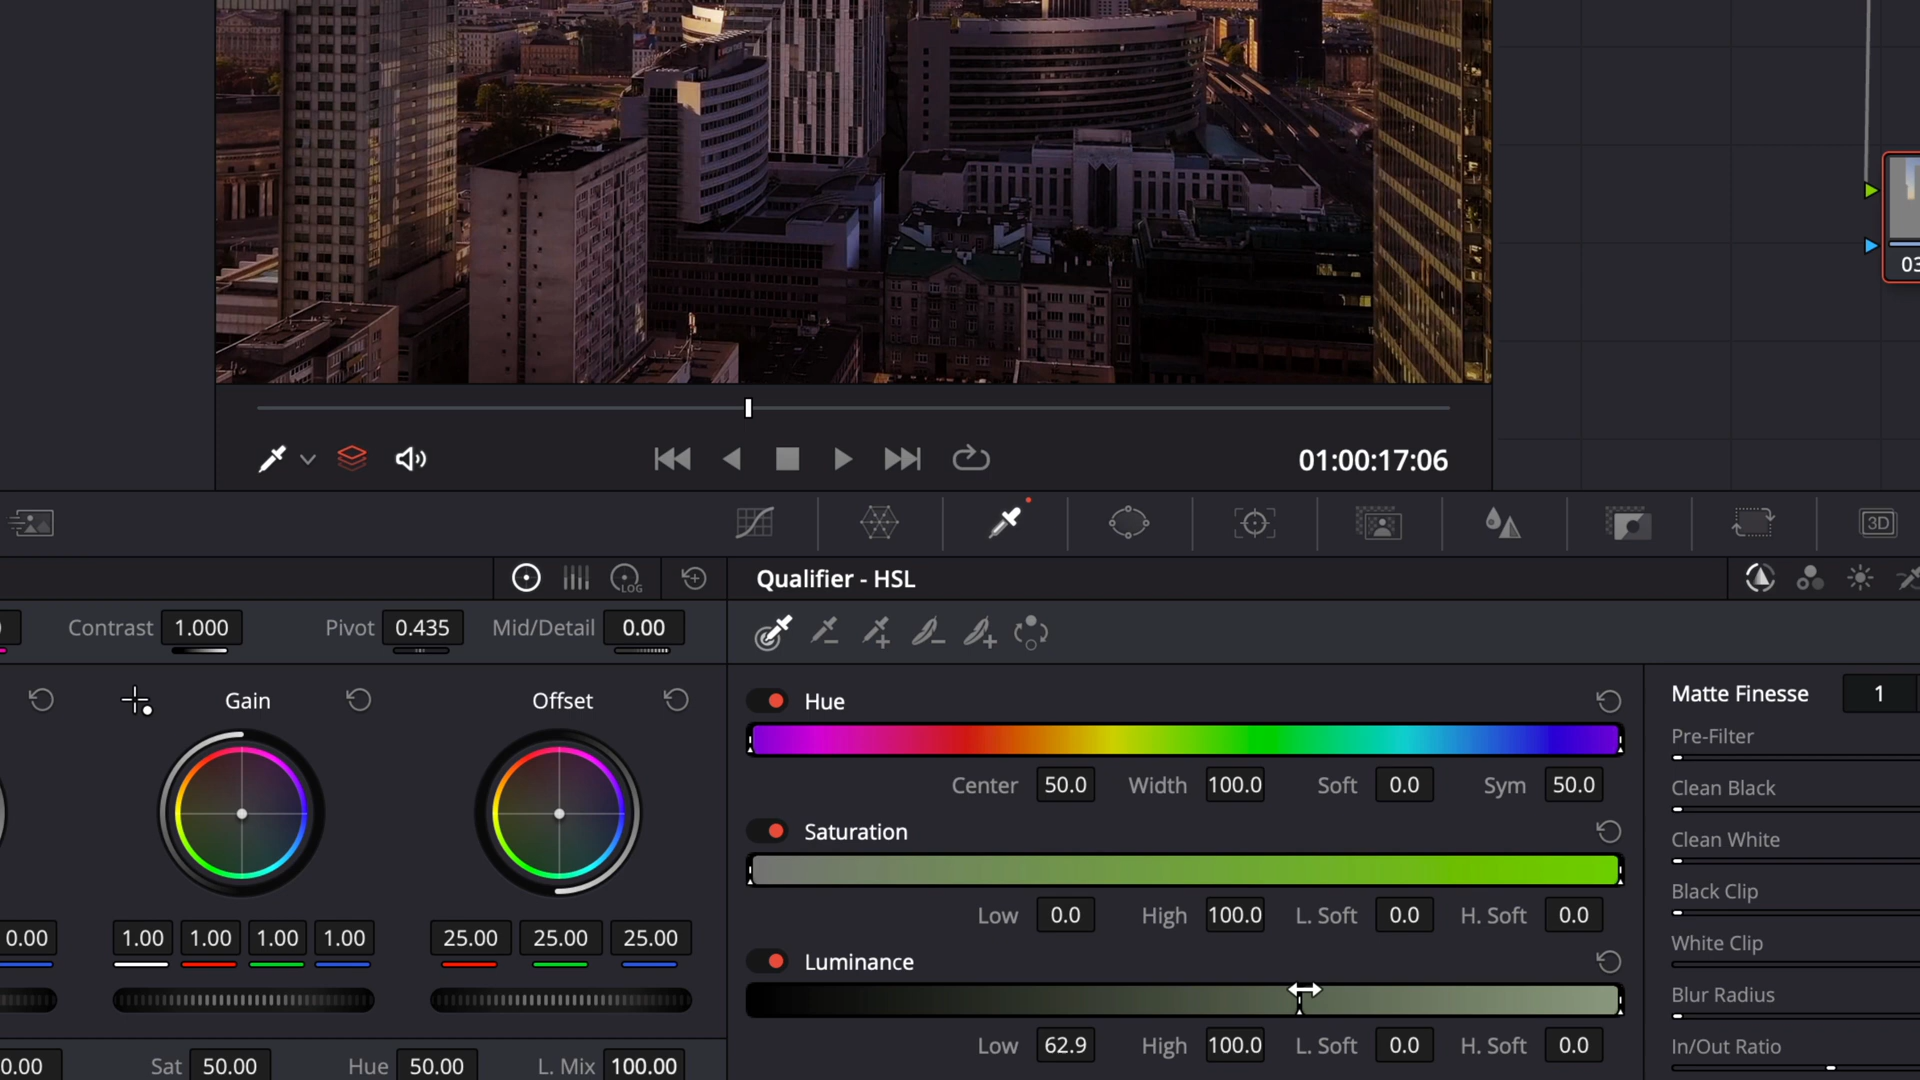 01:00:17:06
03
LOG
3D
Qualifier - HSL
Contrast 1.000 Pivot 0.435 Mid/Detail 0.00
Gain
Offset
0.00
1.00 1.00 1.00 1.00
25.00 25.00 25.00
0.00 Sat 50.00 Hue 50.00 L. Mix 100.00
Hue
Center 50.0 Width 100.0 Soft 0.0 Sym 50.0
Saturation
Low 0.0 High 100.0 L. Soft 0.0 H. Soft 0.0
Luminance
Low 62.9 High 100.0 L. Soft 0.0 H. Soft 0.0
Matte Finesse 1
Pre-Filter
Clean Black
Clean White
Black Clip
White Clip
Blur Radius
In/Out Ratio